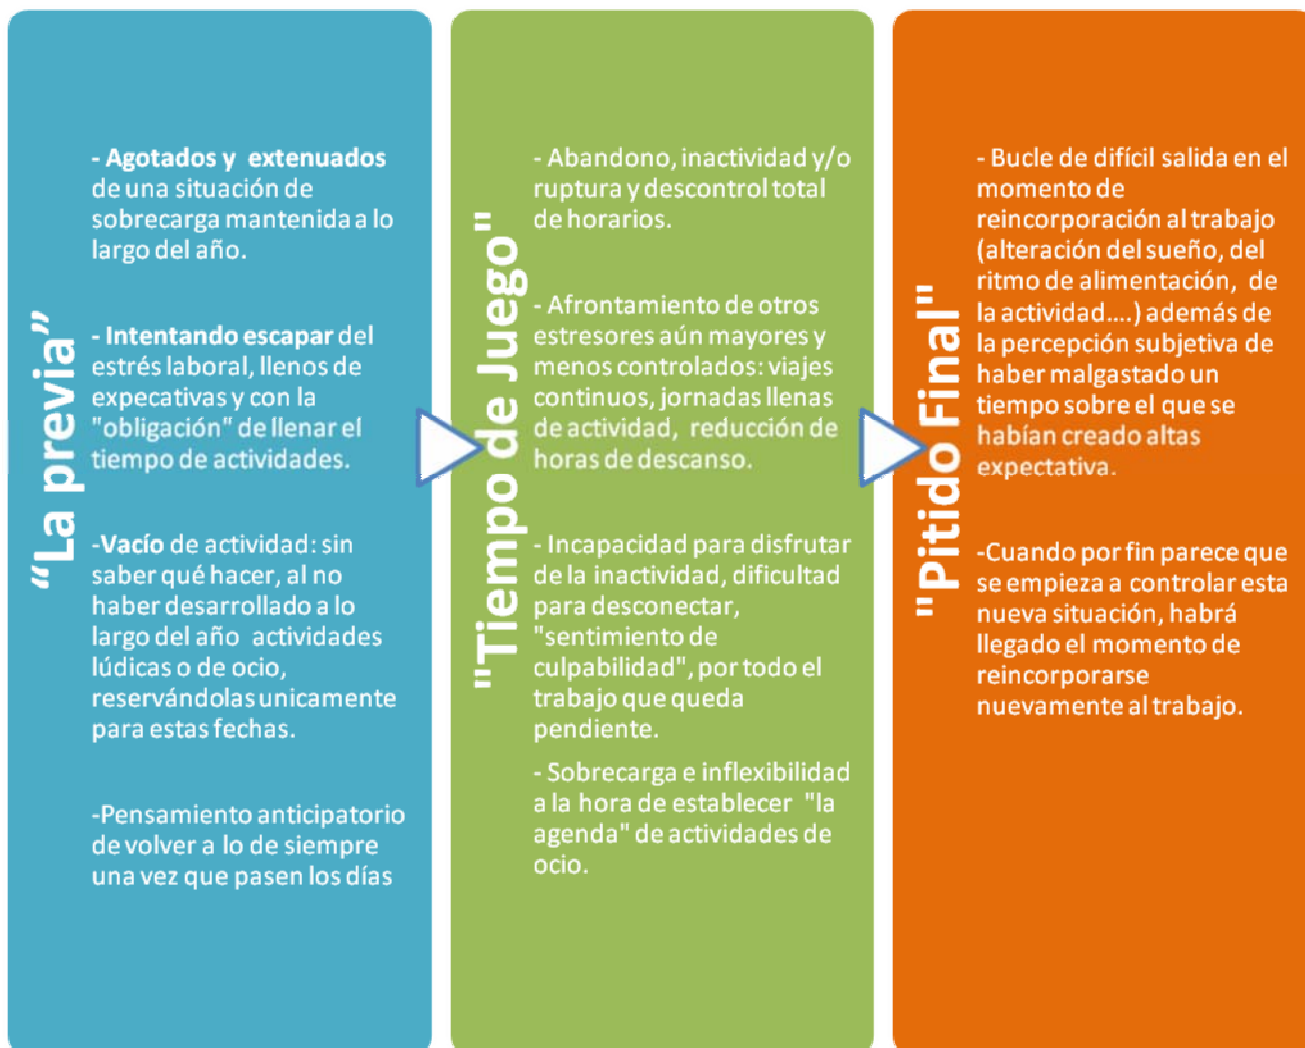 “La previa”
- Agotados y extenuados
de una situación de
sobrecarga mantenida a lo
largo del año.
- Intentando escapar del
estrés laboral, llenos de
expecativas y con la
"obligación" de llenar el
tiempo de actividades.
-Vacío de actividad: sin
saber qué hacer, al no
haber desarrollado a lo
largo del año actividades
lúdicas o de ocio,
reservándolas unicamente
para estas fechas.
-Pensamiento anticipatorio
de volver a lo de siempre
una vez que pasen los días
"Tiempo de Juego"
- Abandono, inactividad y/o
ruptura y descontrol total
de horarios.
- Afrontamiento de otros
estresores aún mayores y
menos controlados: viajes
continuos, jornadas llenas
de actividad, reducción de
horas de descanso.
- Incapacidad para disfrutar
de la inactividad, dificultad
para desconectar,
"sentimiento de
culpabilidad", por todo el
trabajo que queda
pendiente.
- Sobrecarga e inflexibilidad
a la hora de establecer "la
agenda" de actividades de
ocio.
"Pitido Final"
- Bucle de difícil salida en el
momento de
reincorporación al trabajo
(alteración del sueño, del
ritmo de alimentación, de
la actividad....) además de
la percepción subjetiva de
haber malgastado un
tiempo sobre el que se
habían creado altas
expectativa.
-Cuando por fin parece que
se empieza a controlar esta
nueva situación, habrá
llegado el momento de
reincorporarse
nuevamente al trabajo.